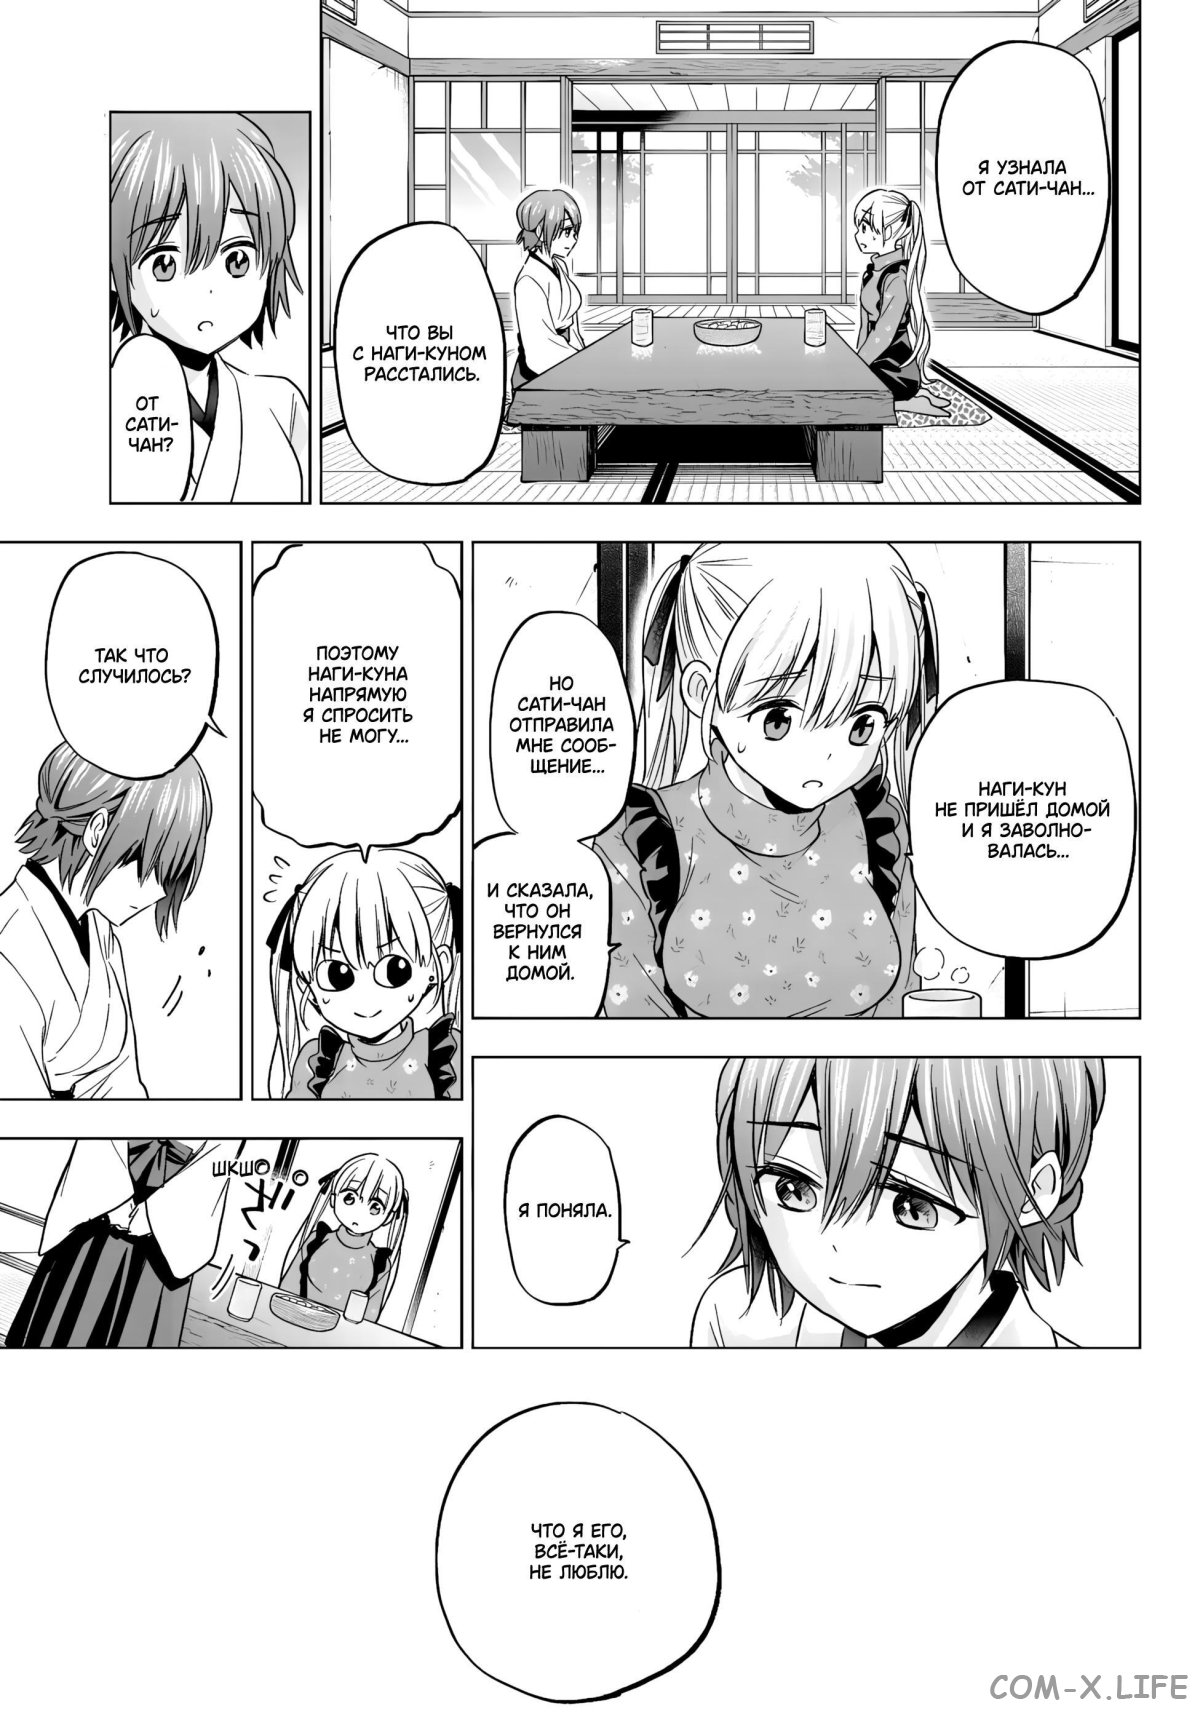 Я УЗНАЛА
ОТ САТИ-ЧАН...
ЧТО ВЫ
С НАГИ-КУНОМ
РАССТАЛИСЬ.
ОТ
САТИ-
ЧАН?
НАГИ-КУН
НЕ ПРИШЁЛ ДОМОЙ
И Я ЗАВОЛНО-
ВАЛАСЬ...
НО
САТИ-ЧАН
ОТПРАВИЛА
МНЕ СООБ-
ЩЕНИЕ...
И СКАЗАЛА,
ЧТО ОН
ВЕРНУЛСЯ
К НИМ
ДОМОЙ.
ПОЭТОМУ
НАГИ-КУНА
НАПРЯМУЮ
Я СПРОСИТЬ
НЕ МОГУ...
ТАК ЧТО
СЛУЧИЛОСЬ?
Я ПОНЯЛА.
ШКШ
ЧТО Я ЕГО,
ВСЁ-ТАКИ,
НЕ ЛЮБЛЮ.
COM-X.LIFE